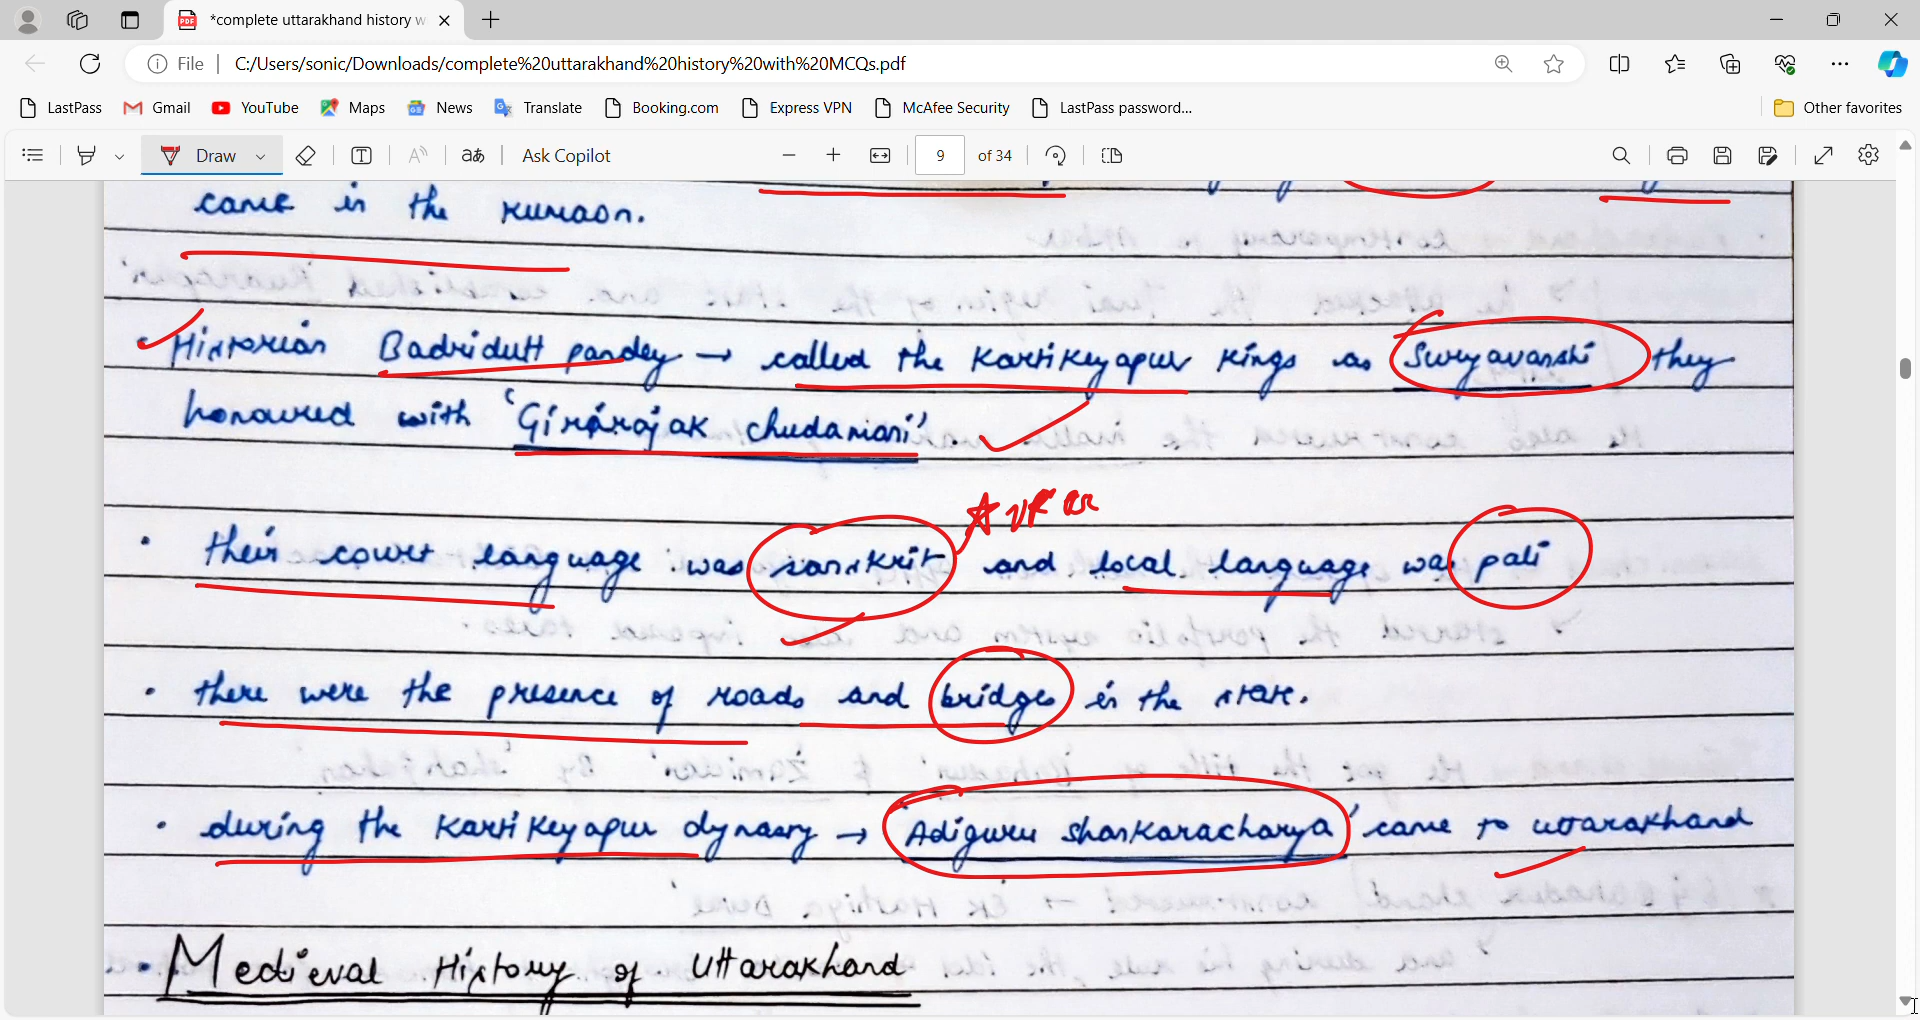 *complete uttarakhand history w
File
C:/Users/sonic/Downloads/complete%20uttarakhand%20history%20with%20MCQs.pdf
LastPass
Gmail
YouTube
Maps
News
Translate
Booking.com
Express VPN
McAfee Security
LastPass password...
Other favorites
Draw
Ask Copilot
9 of 34
came in the kumaon.
Historian Badridutt pandey → called the Kartikeyapur Kings as Suryavanshi they
honoured with 'Girárajak chudamani'
• their court language was sanskrit and local language was pali
• there were the presence of roads and bridges in the state.
• during the Kartikeyapur dynasty → 'Adiguru Shankaracharya' came to uttarakhand
• Medieval History of Uttarakhand